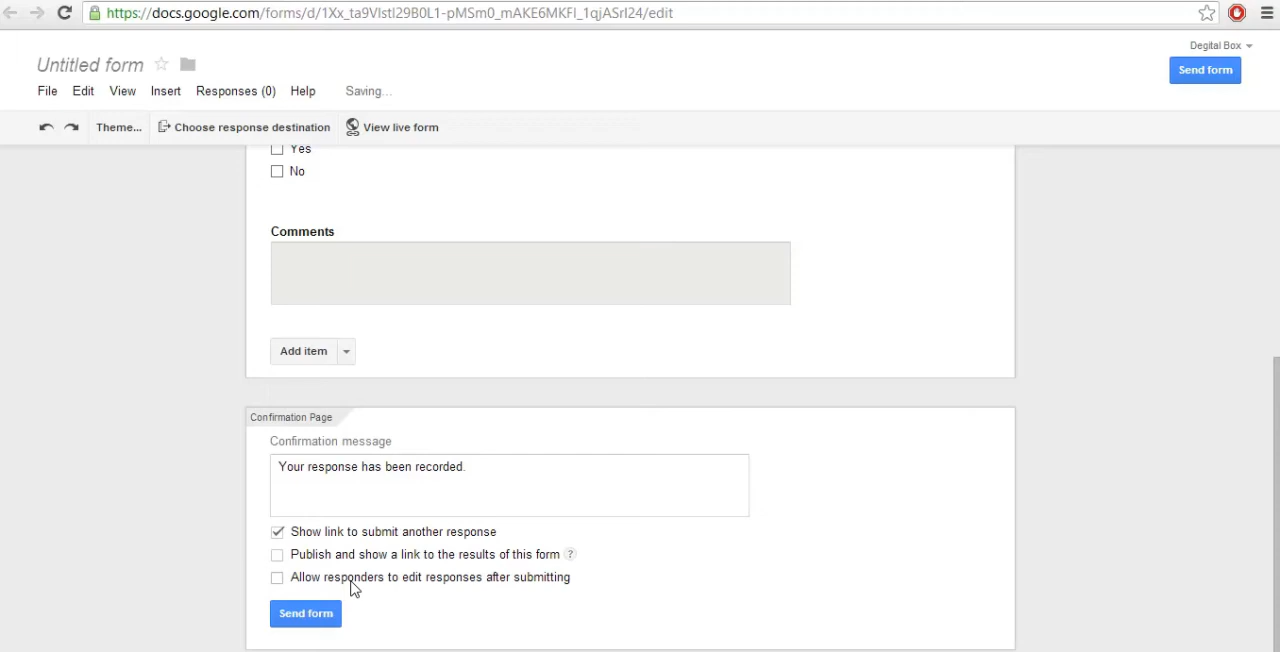 https://docs.google.com/forms/d/1Xx_ta9VIstI29B0L1-pMSm0_mAKE6MKFI_1qjASrI24/edit
Degital Box
Untitled form
Send form
File Edit View Insert Responses (0) Help Saving...
Theme... Choose response destination View live form
Yes
No
Comments
Add item
Confirmation Page
Confirmation message
Your response has been recorded.
Show link to submit another response
Publish and show a link to the results of this form ?
Allow responders to edit responses after submitting
Send form